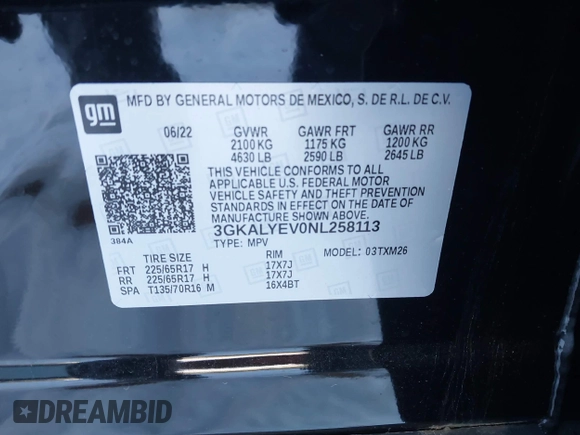 gm
MFD BY GENERAL MOTORS DE MEXICO, S. DE R.L. DE C.V.
06/22 GVWR GAWR FRT GAWR RR
2100 KG 1175 KG 1200 KG
4630 LB 2590 LB 2645 LB
THIS VEHICLE CONFORMS TO ALL
APPLICABLE U.S. FEDERAL MOTOR
VEHICLE SAFETY AND THEFT PREVENTION
STANDARDS IN EFFECT ON THE DATE OF
MANUFACTURE SHOWN ABOVE.
3GKALYEV0NL258113
384A
TYPE: MPV MODEL: 03TXM26
TIRE SIZE RIM
FRT 225/65R17 H 17X7J
RR 225/65R17 H 17X7J
SPA T135/70R16 M 16X4BT
DREAMBID